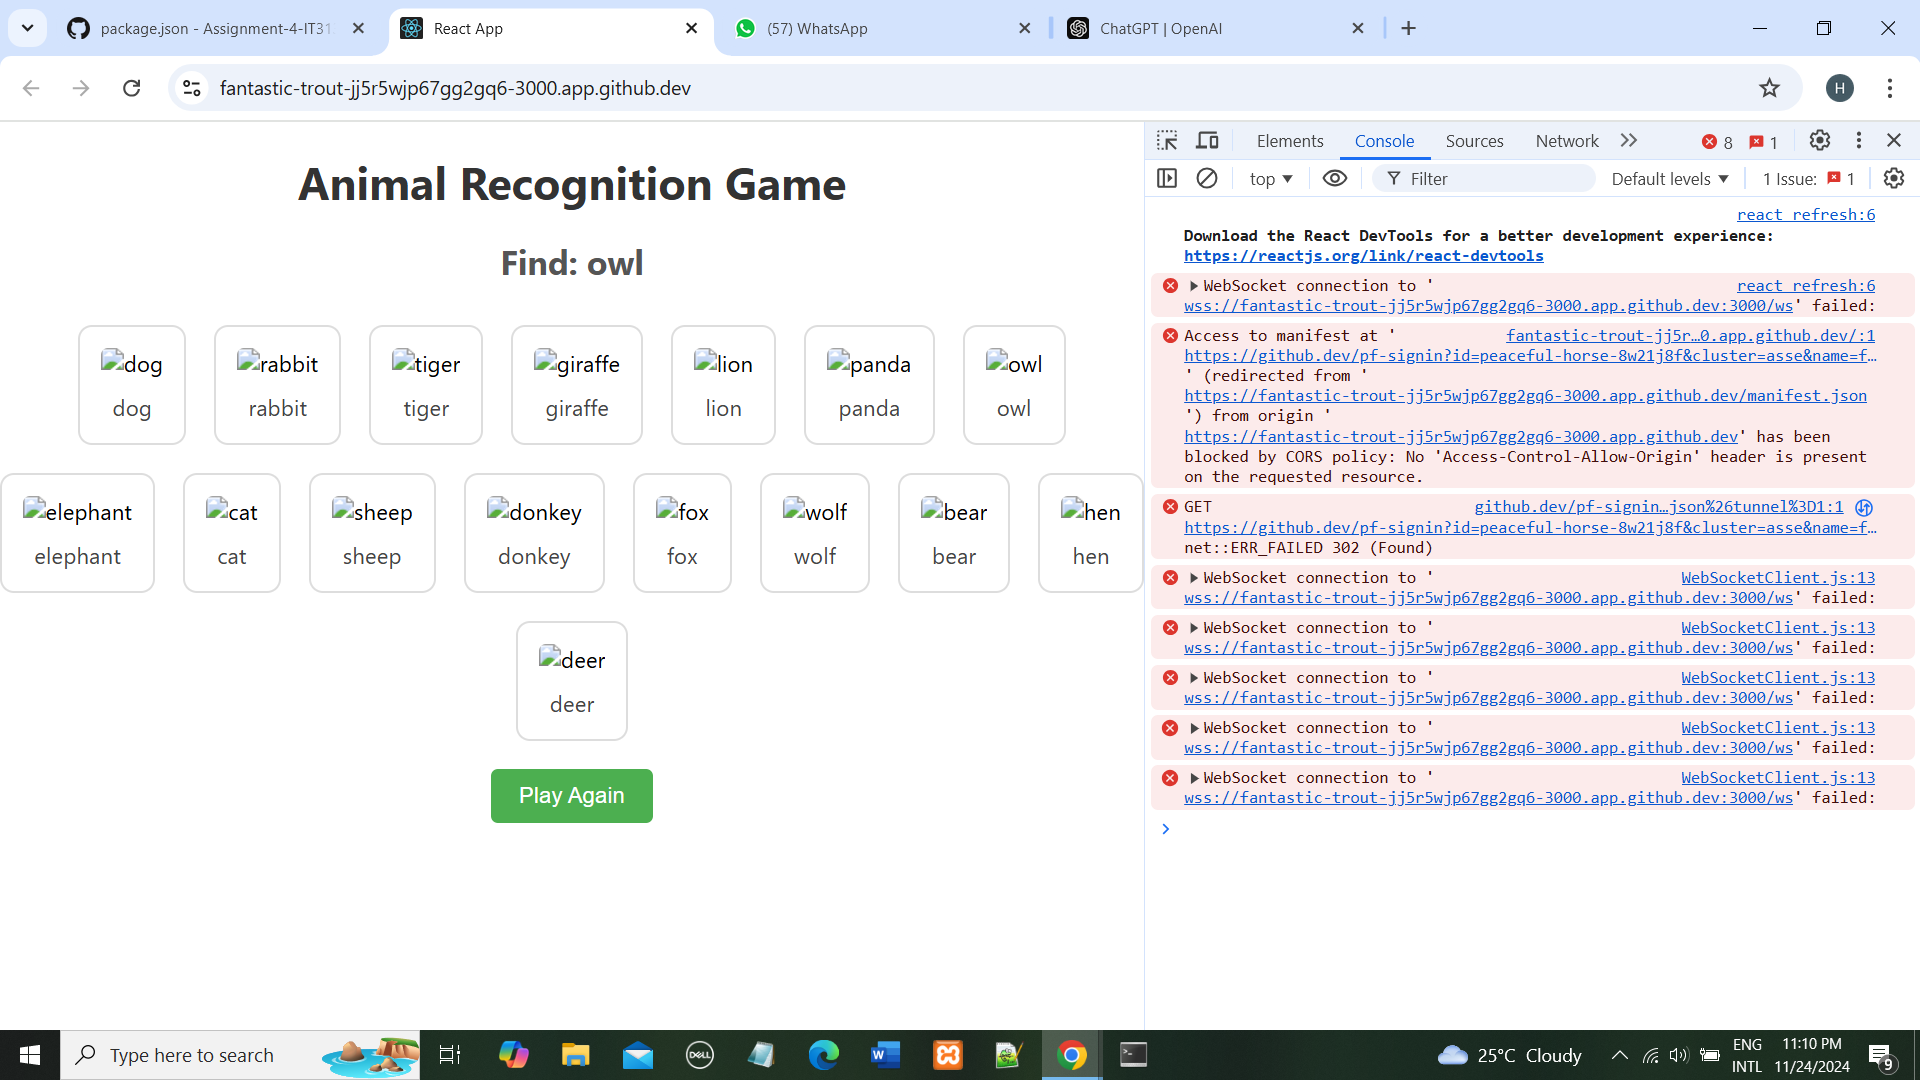 package.json - Assignment-4-IT31
React App
(57) WhatsApp
ChatGPT | OpenAI
fantastic-trout-jj5r5wjp67gg2gq6-3000.app.github.dev
H
Animal Recognition Game
Find: owl
dog rabbit tiger giraffe lion panda owl
dog rabbit tiger giraffe lion panda owl
elephant cat sheep donkey fox wolf bear hen
elephant cat sheep donkey fox wolf bear hen
deer
deer
Play Again
Elements Console Sources Network 8 1
top Filter Default levels 1 Issue: 1
react refresh:6
Download the React DevTools for a better development experience:
https://reactjs.org/link/react-devtools
WebSocket connection to ' react refresh:6
wss://fantastic-trout-jj5r5wjp67gg2gq6-3000.app.github.dev:3000/ws' failed:
Access to manifest at ' fantastic-trout-jj5r…0.app.github.dev/:1
https://github.dev/pf-signin?id=peaceful-horse-8w21j8f&cluster=asse&name=f…
' (redirected from '
https://fantastic-trout-jj5r5wjp67gg2gq6-3000.app.github.dev/manifest.json
') from origin '
https://fantastic-trout-jj5r5wjp67gg2gq6-3000.app.github.dev' has been
blocked by CORS policy: No 'Access-Control-Allow-Origin' header is present
on the requested resource.
GET github.dev/pf-signin…json%26tunnel%3D1:1
https://github.dev/pf-signin?id=peaceful-horse-8w21j8f&cluster=asse&name=f…
net::ERR_FAILED 302 (Found)
WebSocket connection to ' WebSocketClient.js:13
wss://fantastic-trout-jj5r5wjp67gg2gq6-3000.app.github.dev:3000/ws' failed:
WebSocket connection to ' WebSocketClient.js:13
wss://fantastic-trout-jj5r5wjp67gg2gq6-3000.app.github.dev:3000/ws' failed:
WebSocket connection to ' WebSocketClient.js:13
wss://fantastic-trout-jj5r5wjp67gg2gq6-3000.app.github.dev:3000/ws' failed:
WebSocket connection to ' WebSocketClient.js:13
wss://fantastic-trout-jj5r5wjp67gg2gq6-3000.app.github.dev:3000/ws' failed:
WebSocket connection to ' WebSocketClient.js:13
wss://fantastic-trout-jj5r5wjp67gg2gq6-3000.app.github.dev:3000/ws' failed:
Type here to search
DELL
25°C Cloudy
ENG
INTL
11:10 PM
11/24/2024
9